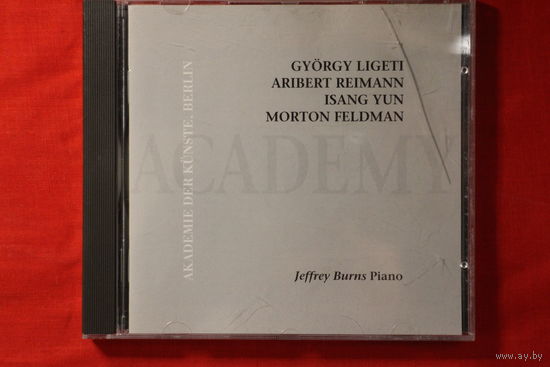 GYÖRGY LIGETI
ARIBERT REIMANN
ISANG YUN
MORTON FELDMAN
ACADEMY
AKADEMIE DER KÜNSTE, BERLIN
Jeffrey Burns Piano
www.ay.by